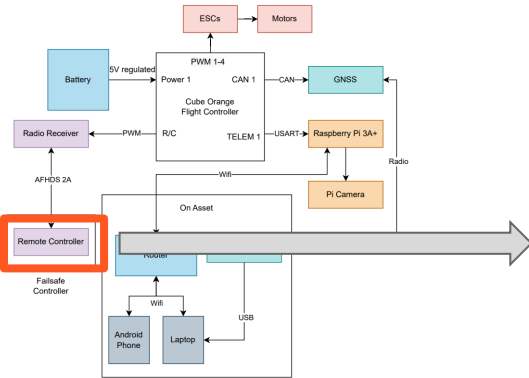 ESCs
Motors
PWM 1-4
5V regulated
Battery
Power 1
CAN 1
CAN
GNSS
Cube Orange
Flight Controller
Radio Receiver
PWM
R/C
TELEM 1
USART
Raspberry Pi 3A+
Radio
Wifi
AFHDS 2A
Pi Camera
On Asset
Remote Controller
Router
Failsafe
Controller
Wifi
USB
Android
Phone
Laptop